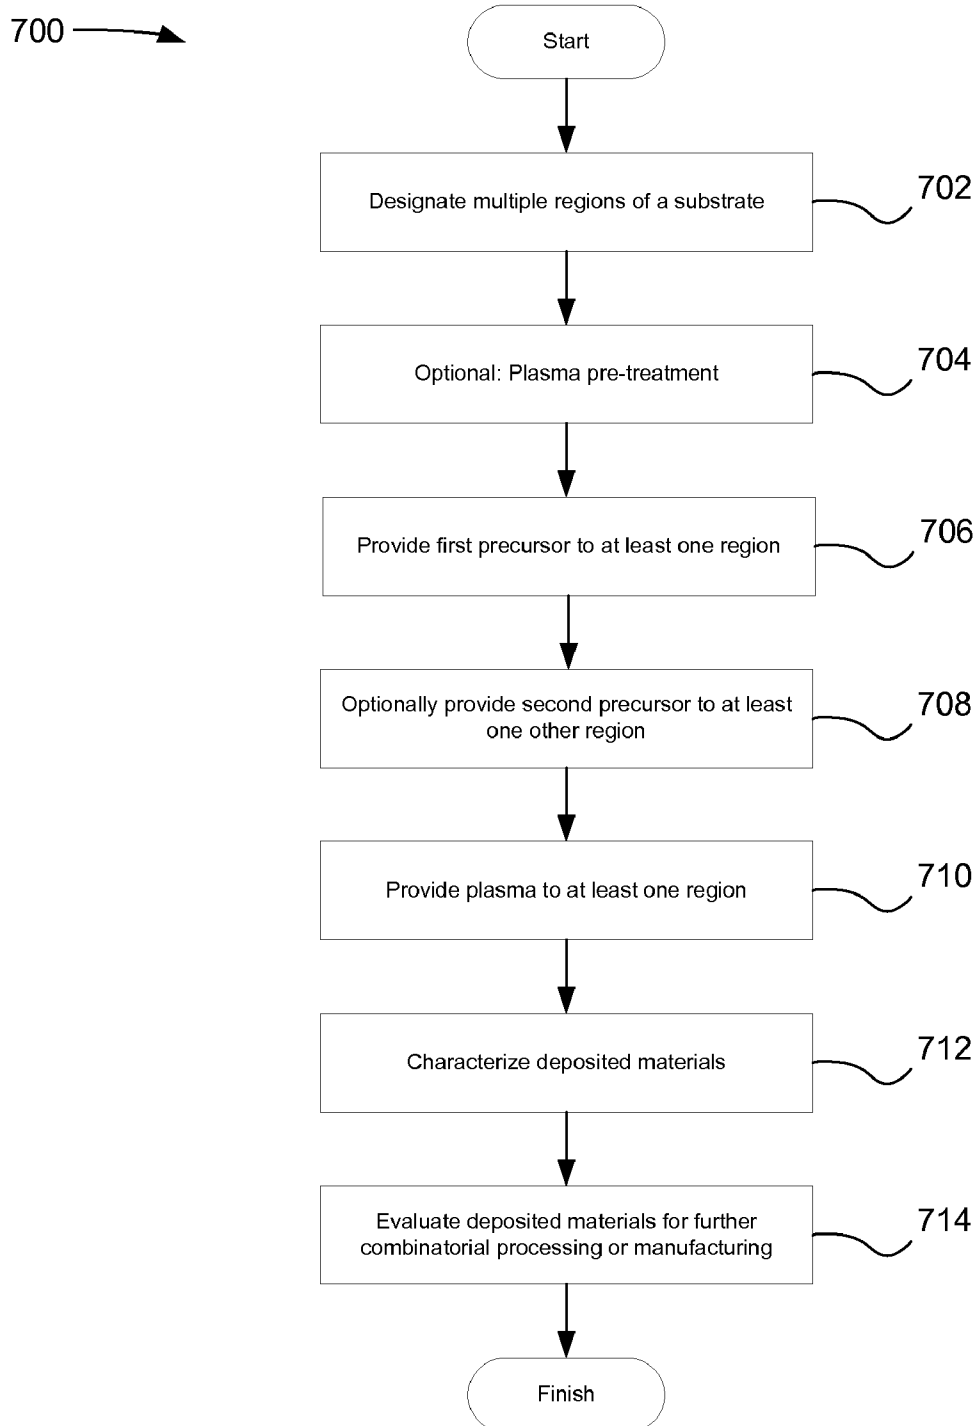 700
Start
Designate multiple regions of a substrate
702
Optional: Plasma pre-treatment
704
Provide first precursor to at least one region
706
Optionally provide second precursor to at least
one other region
708
Provide plasma to at least one region
710
Characterize deposited materials
712
Evaluate deposited materials for further
combinatorial processing or manufacturing
714
Finish